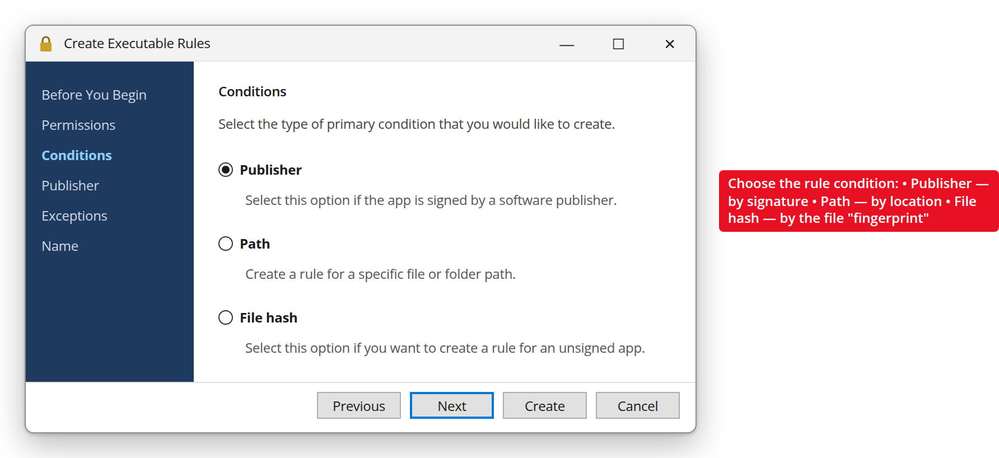 Create Executable Rules
Before You Begin
Permissions
Conditions
Publisher
Exceptions
Name
Conditions
Select the type of primary condition that you would like to create.
Publisher
Select this option if the app is signed by a software publisher.
Path
Create a rule for a specific file or folder path.
File hash
Select this option if you want to create a rule for an unsigned app.
Previous
Next
Create
Cancel
Choose the rule condition: • Publisher —
by signature • Path — by location • File
hash — by the file "fingerprint"